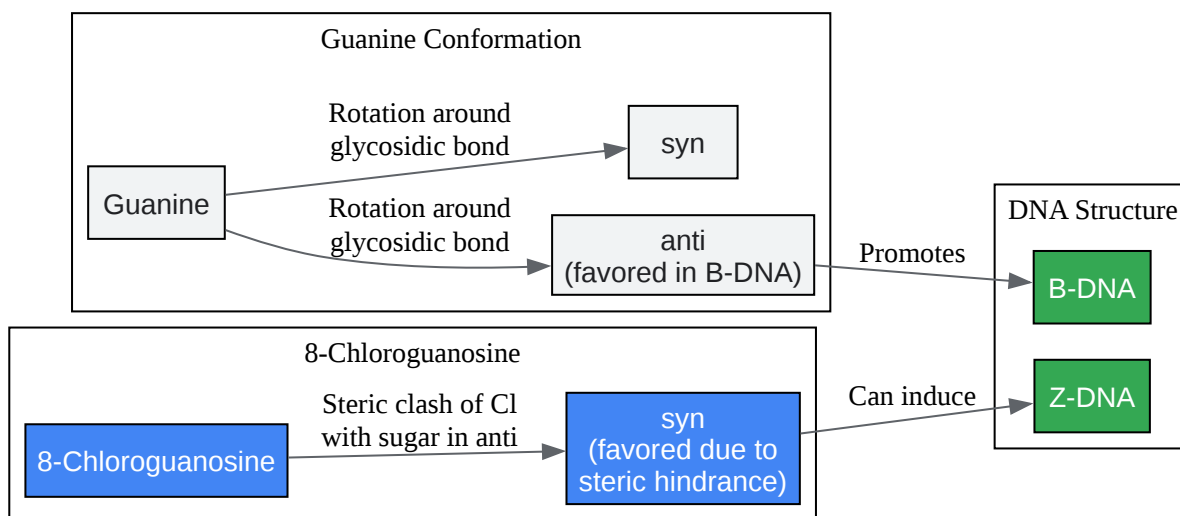 Guanine Conformation
Rotation around
glycosidic bond
syn
Guanine
Rotation around
glycosidic bond
anti
(favored in B-DNA)
Promotes
DNA Structure
B-DNA
Z-DNA
8-Chloroguanosine
Steric clash of Cl
with sugar in anti
8-Chloroguanosine
syn
(favored due to
steric hindrance)
Can induce